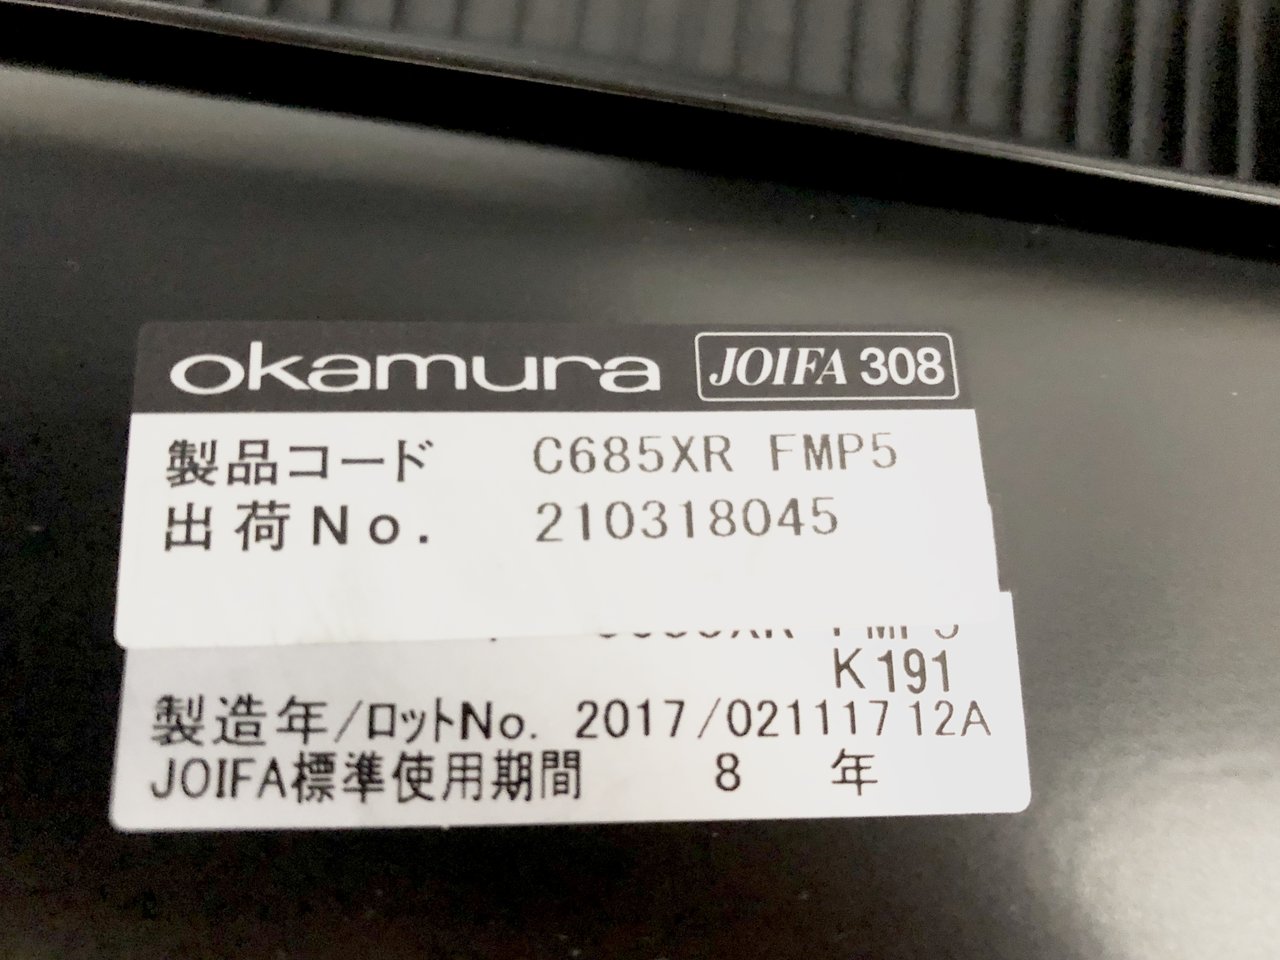 okamura JOIFA 308
製品コード C685XR FMP5
出荷No. 210318045
K191
製造年/ロットNo. 2017/02111712A
JOIFA標準使用期間 8 年